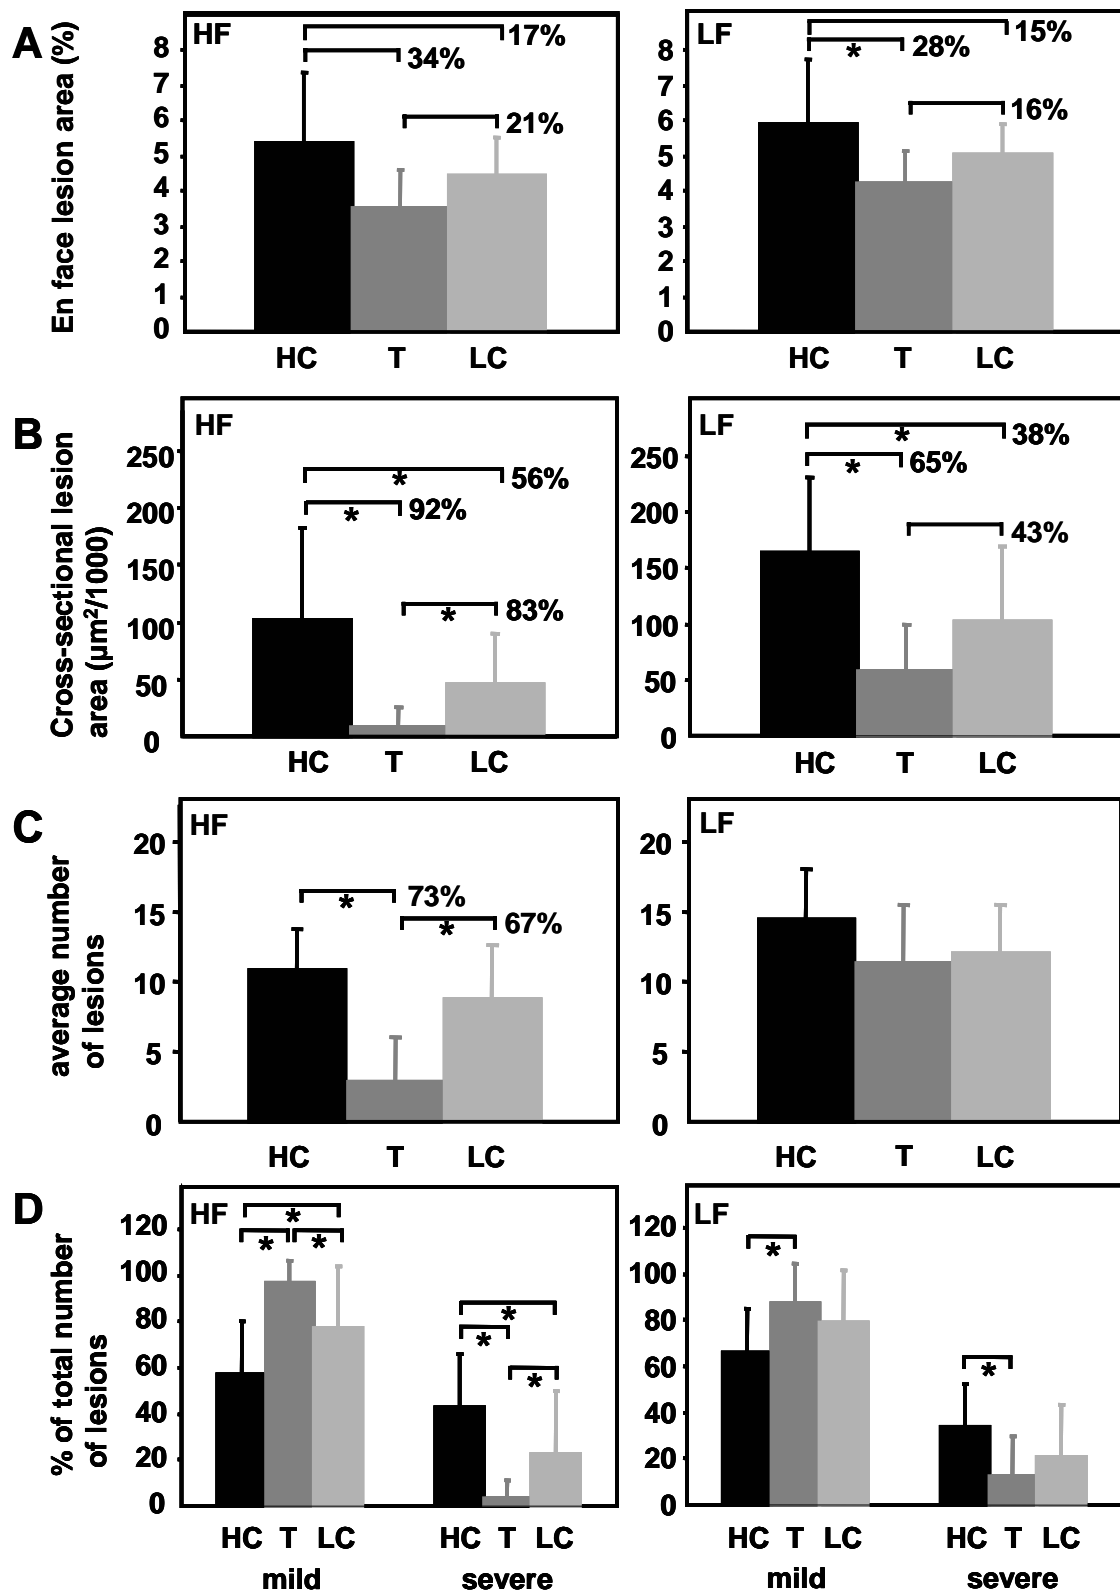 A
En face lesion area (%)
HF
8
7
6
5
4
3
2
1
0
17%
34%
21%
HC T LC
LF
8
7
6
5
4
3
2
1
0
15%
* 28%
16%
HC T LC
B
Cross-sectional lesion
area (µm²/1000)
HF
250
200
150
100
50
0
* 56%
* 92%
* 83%
HC T LC
LF
250
200
150
100
50
0
* 38%
* 65%
43%
HC T LC
C
average number
of lesions
HF
20
15
10
5
0
* 73%
* 67%
HC T LC
LF
20
15
10
5
0
HC T LC
D
% of total number
of lesions
HF
120
100
80
60
40
20
0
*
* *
*
*
*
HC T LC HC T LC
mild severe
LF
120
100
80
60
40
20
0
*
*
HC T LC HC T LC
mild severe